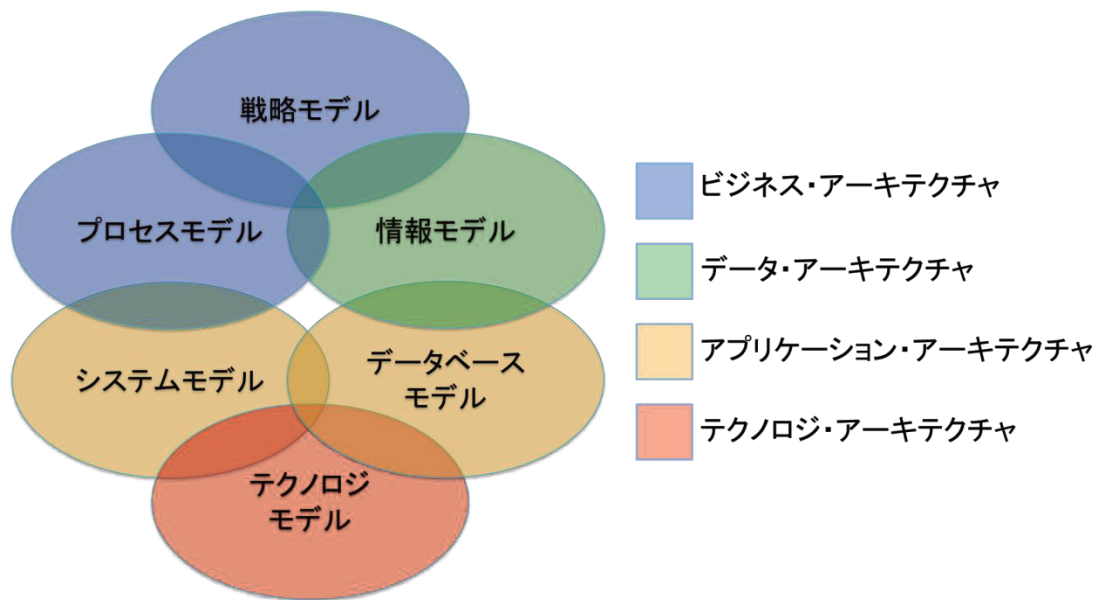 戦略モデル
プロセスモデル
情報モデル
システムモデル
データベース
モデル
テクノロジ
モデル
ビジネス・アーキテクチャ
データ・アーキテクチャ
アプリケーション・アーキテクチャ
テクノロジ・アーキテクチャ